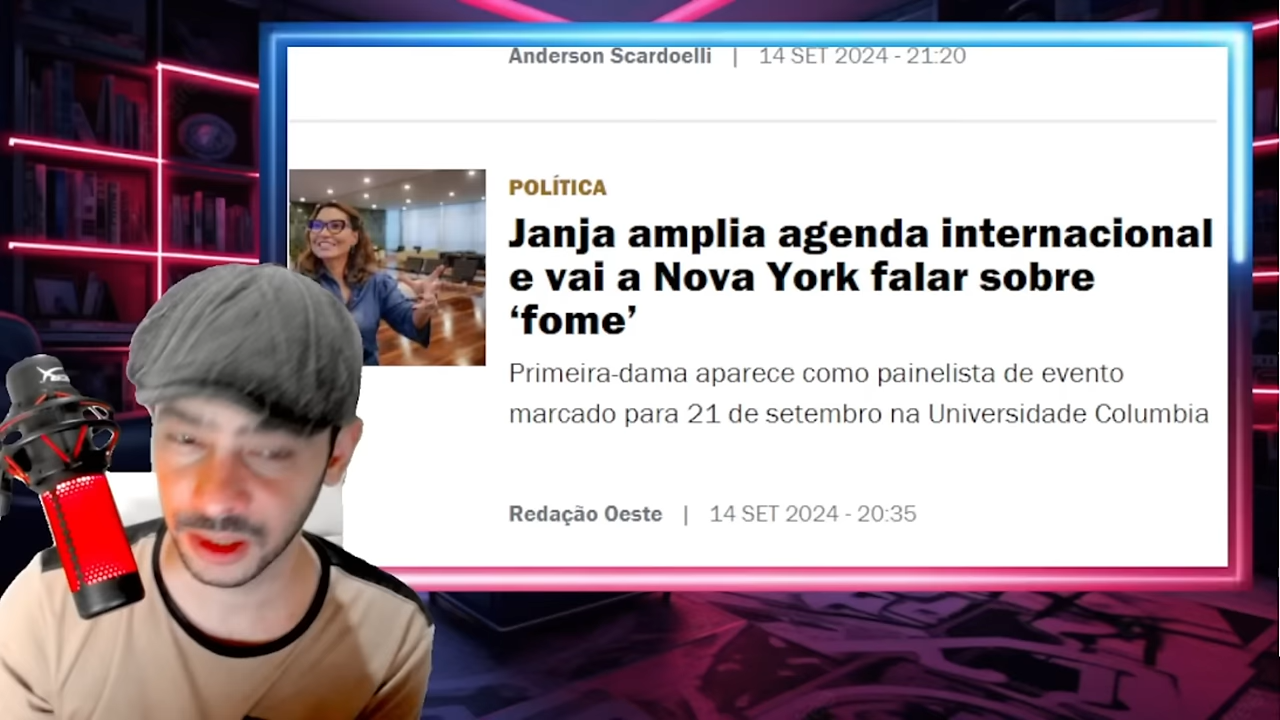 Anderson Scardoelli | 14 SET 2024 - 21:20
POLÍTICA
Janja amplia agenda internacional
e vai a Nova York falar sobre
‘fome’
Primeira-dama aparece como painelista de evento
marcado para 21 de setembro na Universidade Columbia
Redação Oeste | 14 SET 2024 - 20:35